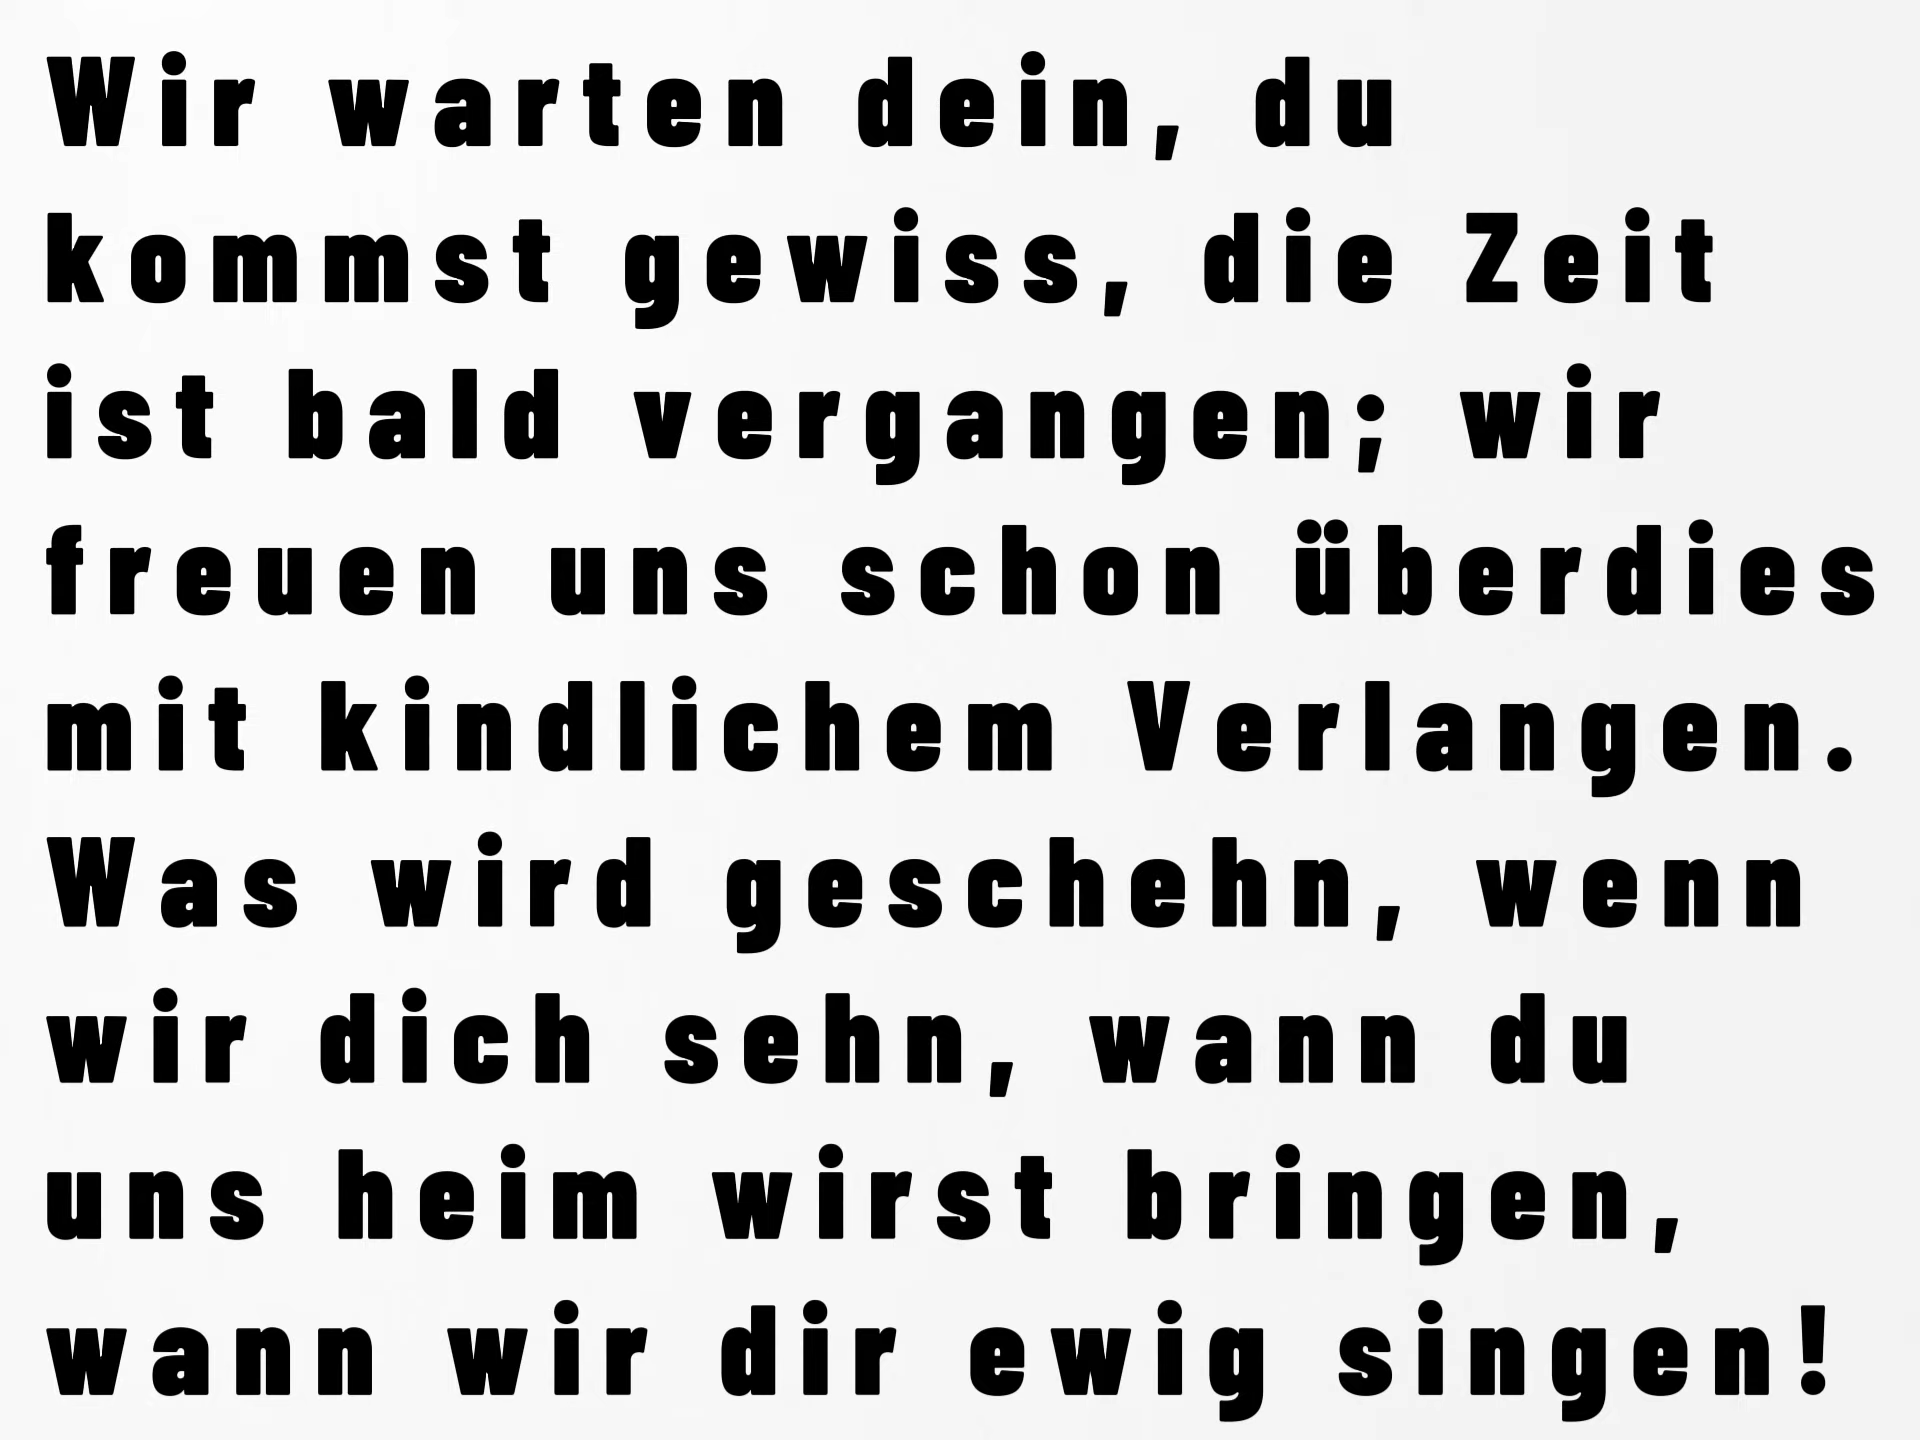 Wir warten dein, du
kommst gewiss, die Zeit
ist bald vergangen; wir
freuen uns schon überdies
mit kindlichem Verlangen.
Was wird geschehn, wenn
wir dich sehn, wann du
uns heim wirst bringen,
wann wir dir ewig singen!